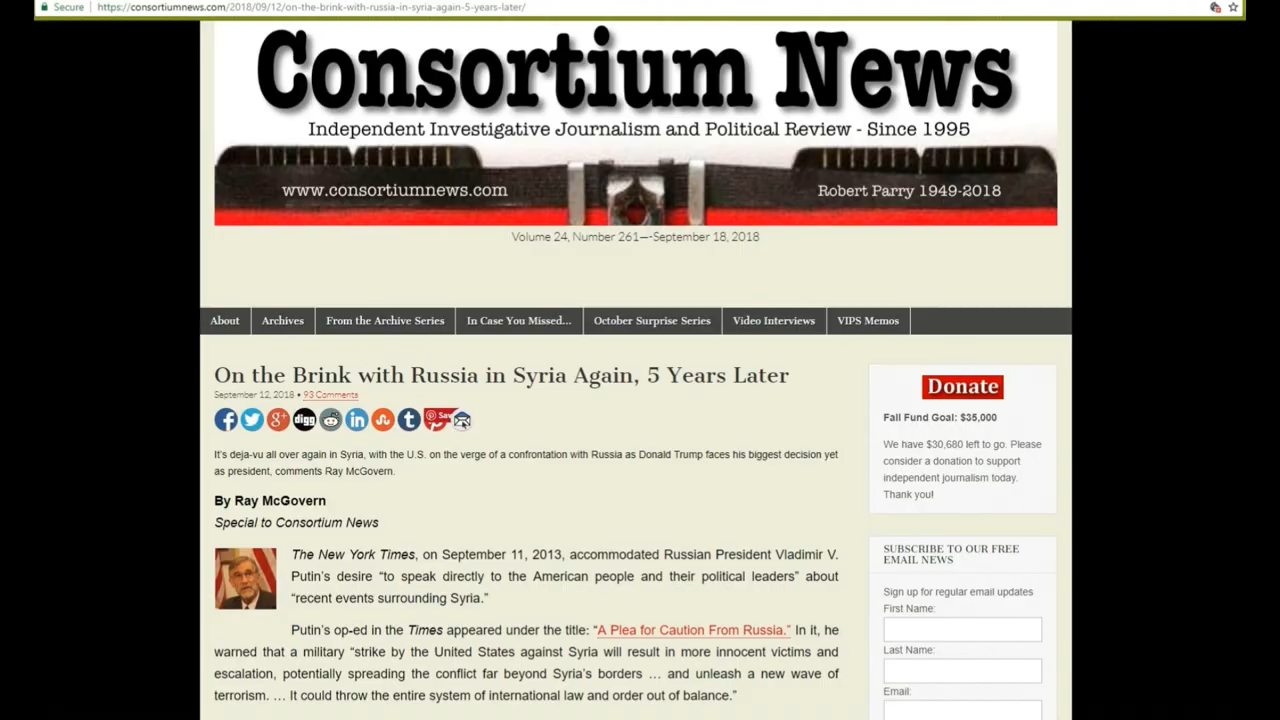 Secure
https://consortiumnews.com/2018/09/12/on-the-brink-with-russia-in-syria-again-5-years-later/
Consortium News
Independent Investigative Journalism and Political Review - Since 1995
www.consortiumnews.com
Robert Parry 1949-2018
Volume 24, Number 261—-September 18, 2018
About
Archives
From the Archive Series
In Case You Missed...
October Surprise Series
Video Interviews
VIPS Memos
On the Brink with Russia in Syria Again, 5 Years Later
September 12, 2018 • 93 Comments
digg
Save
It's deja-vu all over again in Syria, with the U.S. on the verge of a confrontation with Russia as Donald Trump faces his biggest decision yet
as president, comments Ray McGovern.
By Ray McGovern
Special to Consortium News
The New York Times, on September 11, 2013, accommodated Russian President Vladimir V.
Putin's desire “to speak directly to the American people and their political leaders” about
“recent events surrounding Syria.”
Putin's op-ed in the Times appeared under the title: “A Plea for Caution From Russia.” In it, he
warned that a military “strike by the United States against Syria will result in more innocent victims and
escalation, potentially spreading the conflict far beyond Syria's borders … and unleash a new wave of
terrorism. … It could throw the entire system of international law and order out of balance.”
Donate
Fall Fund Goal: $35,000
We have $30,680 left to go. Please
consider a donation to support
independent journalism today.
Thank you!
SUBSCRIBE TO OUR FREE
EMAIL NEWS
Sign up for regular email updates
First Name:
Last Name:
Email: